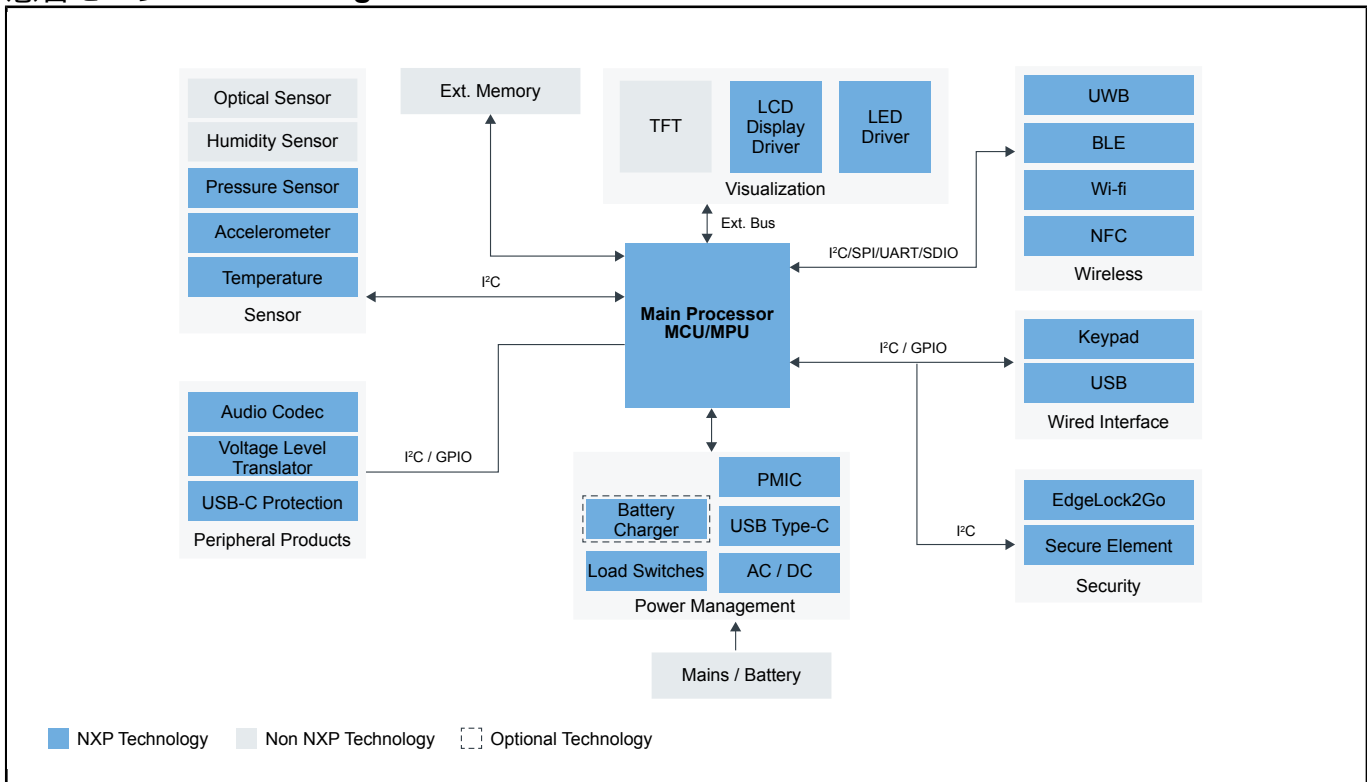 Optical Sensor
Humidity Sensor
Pressure Sensor
Accelerometer
Temperature
Sensor
Ext. Memory
TFT
LCD
Display
Driver
LED
Driver
Visualization
Ext. Bus
UWB
BLE
Wi-fi
NFC
Wireless
I²C/SPI/UART/SDIO
I²C
Main Processor
MCU/MPU
I²C / GPIO
Keypad
USB
Wired Interface
Audio Codec
Voltage Level
Translator
USB-C Protection
Peripheral Products
I²C / GPIO
PMIC
Battery
Charger
USB Type-C
Load Switches
AC / DC
Power Management
I²C
EdgeLock2Go
Secure Element
Security
Mains / Battery
NXP Technology
Non NXP Technology
Optional Technology